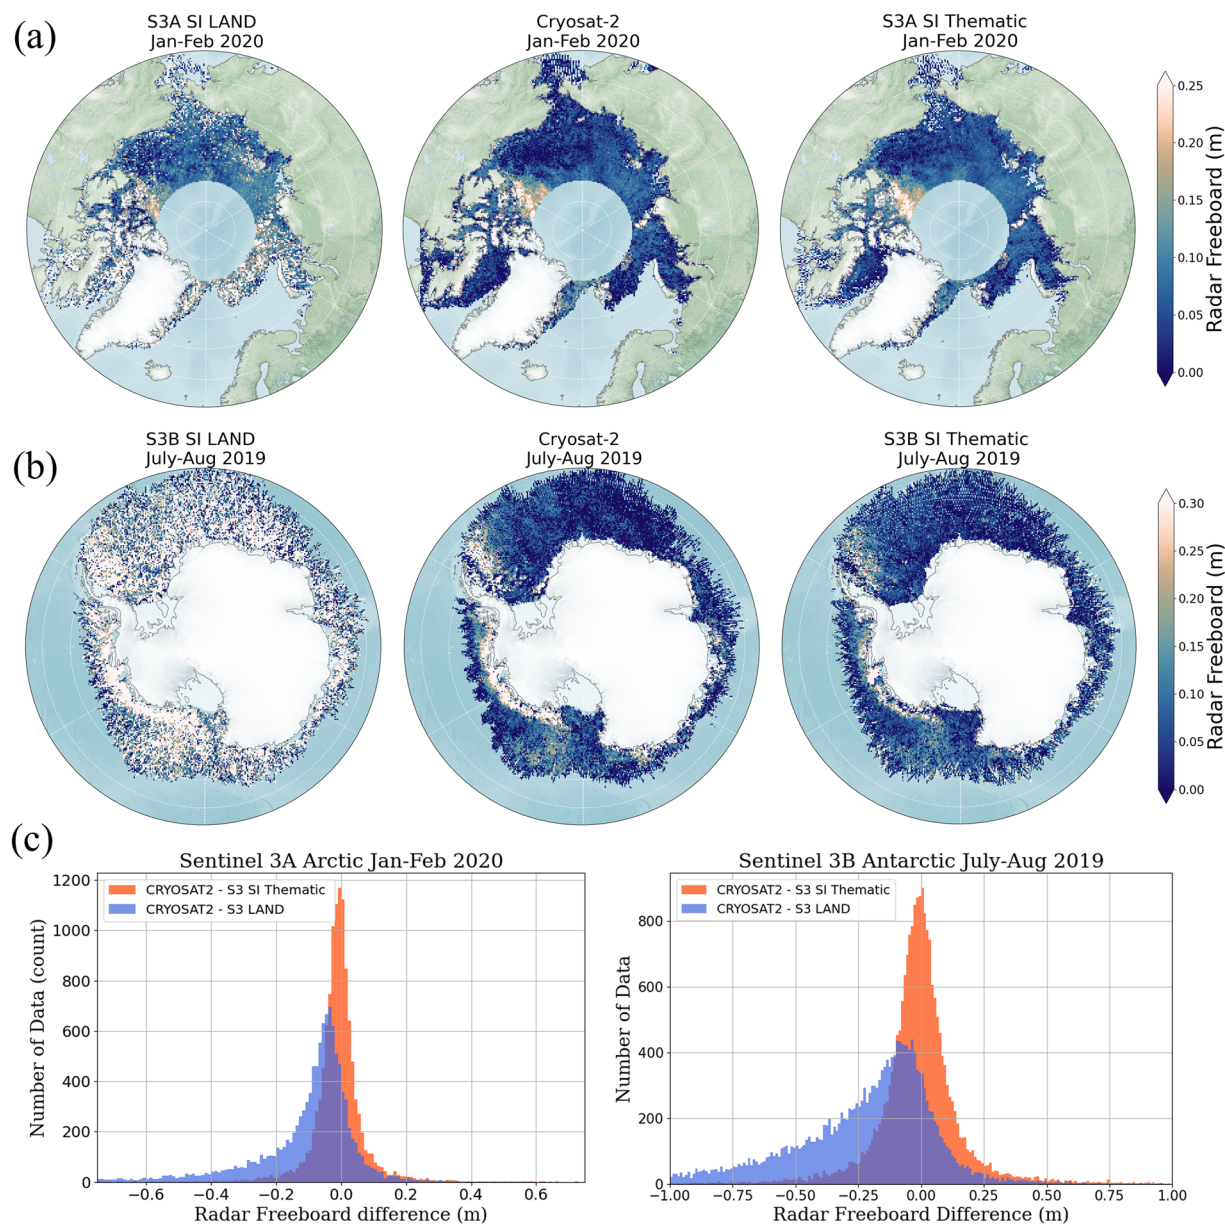 (a)
S3A SI LAND
Jan-Feb 2020
Cryosat-2
Jan-Feb 2020
S3A SI Thematic
Jan-Feb 2020
0.25
0.20
0.15
0.10
0.05
0.00
Radar Freeboard (m)
(b)
S3B SI LAND
July-Aug 2019
Cryosat-2
July-Aug 2019
S3B SI Thematic
July-Aug 2019
0.30
0.25
0.20
0.15
0.10
0.05
0.00
Radar Freeboard (m)
(c)
Sentinel 3A Arctic Jan-Feb 2020
CRYOSAT2 - S3 SI Thematic
CRYOSAT2 - S3 LAND
1200
1000
800
600
400
200
0
Number of Data (count)
−0.6 −0.4 −0.2 0.0 0.2 0.4 0.6
Radar Freeboard difference (m)
Sentinel 3B Antarctic July-Aug 2019
CRYOSAT2 - S3 SI Thematic
CRYOSAT2 - S3 LAND
800
600
400
200
0
Number of Data
−1.00 −0.75 −0.50 −0.25 0.00 0.25 0.50 0.75 1.00
Radar Freeboard Difference (m)